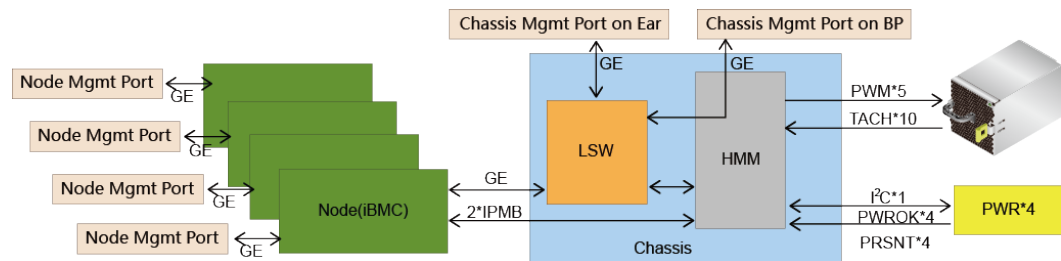 Chassis Mgmt Port on Ear
Chassis Mgmt Port on BP
GE
GE
Node Mgmt Port
GE
Node Mgmt Port
GE
Node Mgmt Port
GE
Node Mgmt Port
GE
Node(iBMC)
GE
2*IPMB
LSW
HMM
Chassis
PWM*5
TACH*10
I²C*1
PWROK*4
PRSNT*4
PWR*4